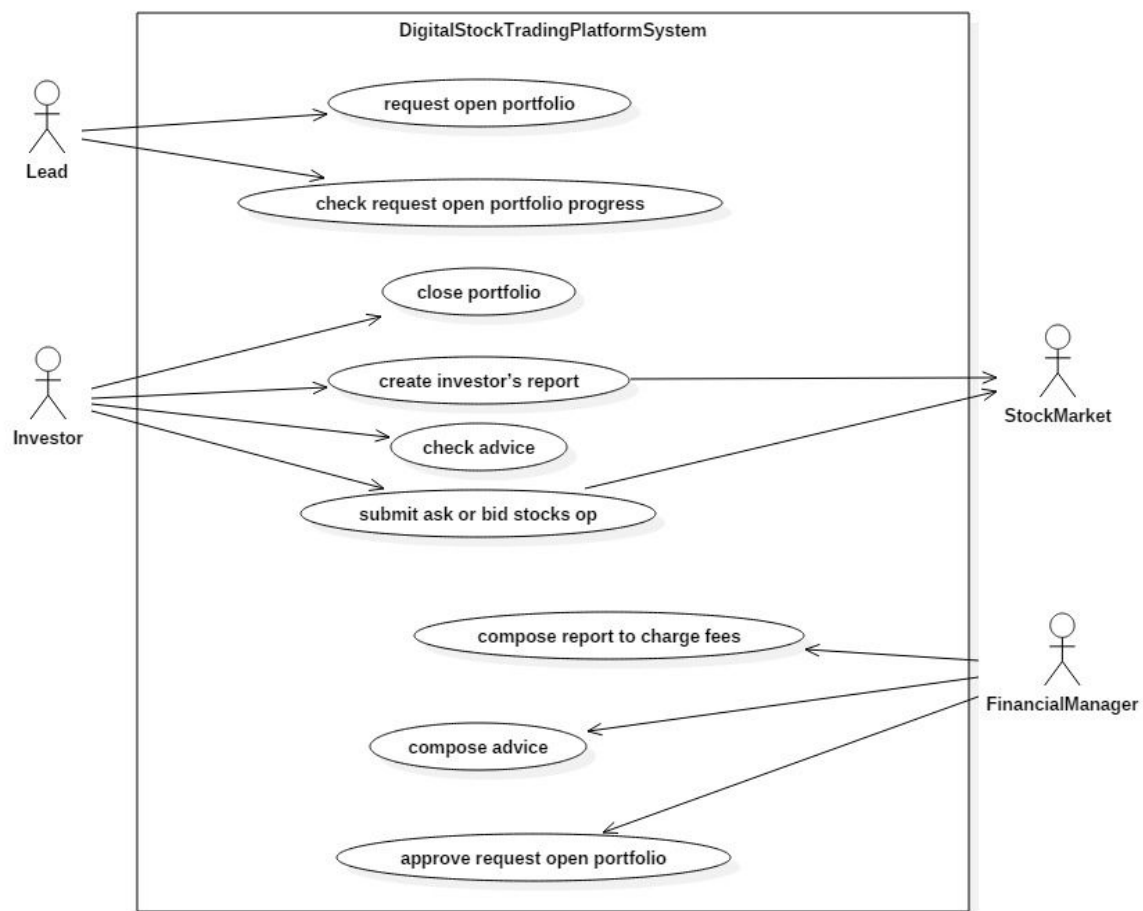 DigitalStockTradingPlatformSystem
request open portfolio
Lead
check request open portfolio progress
close portfolio
create investor's report
StockMarket
Investor
check advice
submit ask or bid stocks op
compose report to charge fees
FinancialManager
compose advice
approve request open portfolio